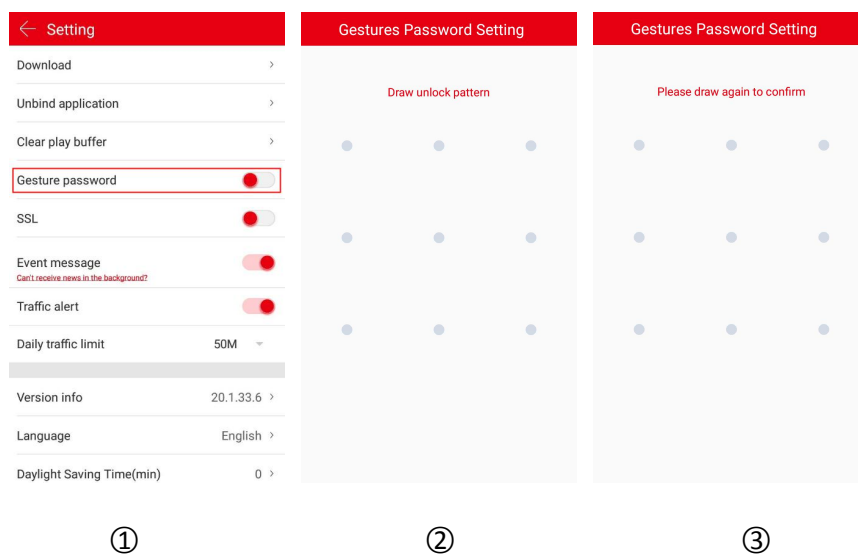 Setting
Download
Unbind application
Clear play buffer
Gesture password
SSL
Event message
Can't receive news in the background?
Traffic alert
Daily traffic limit 50M
Version info 20.1.33.6
Language English
Daylight Saving Time(min) 0
①
Gestures Password Setting
Draw unlock pattern
②
Gestures Password Setting
Please draw again to confirm
③